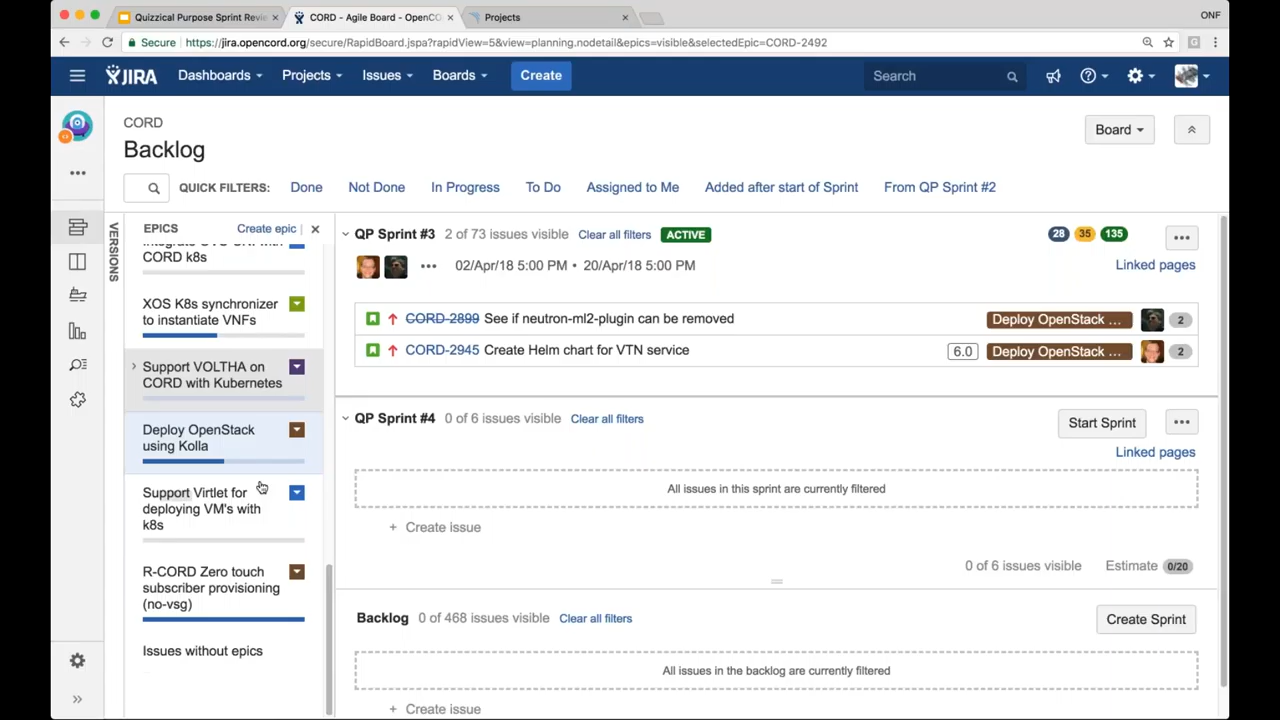 Quizzical Purpose Sprint Revie
CORD - Agile Board - OpenCO
Projects
ONF
Secure
https://jira.opencord.org/secure/RapidBoard.jspa?rapidView=5&view=planning.nodetail&epics=visible&selectedEpic=CORD-2492
JIRA
Dashboards
Projects
Issues
Boards
Create
Search
CORD
Board
Backlog
QUICK FILTERS:
Done
Not Done
In Progress
To Do
Assigned to Me
Added after start of Sprint
From QP Sprint #2
VERSIONS
EPICS
Create epic
CORD k8s
XOS K8s synchronizer
to instantiate VNFs
Support VOLTHA on
CORD with Kubernetes
Deploy OpenStack
using Kolla
Support Virtlet for
deploying VM's with
k8s
R-CORD Zero touch
subscriber provisioning
(no-vsg)
Issues without epics
QP Sprint #3
2 of 73 issues visible
Clear all filters
ACTIVE
28
35
135
02/Apr/18 5:00 PM • 20/Apr/18 5:00 PM
Linked pages
CORD-2899 See if neutron-ml2-plugin can be removed
Deploy OpenStack ...
2
CORD-2945 Create Helm chart for VTN service
6.0
Deploy OpenStack ...
2
QP Sprint #4
0 of 6 issues visible
Clear all filters
Start Sprint
Linked pages
All issues in this sprint are currently filtered
+ Create issue
0 of 6 issues visible
Estimate 0/20
Backlog
0 of 468 issues visible
Clear all filters
Create Sprint
All issues in the backlog are currently filtered
+ Create issue